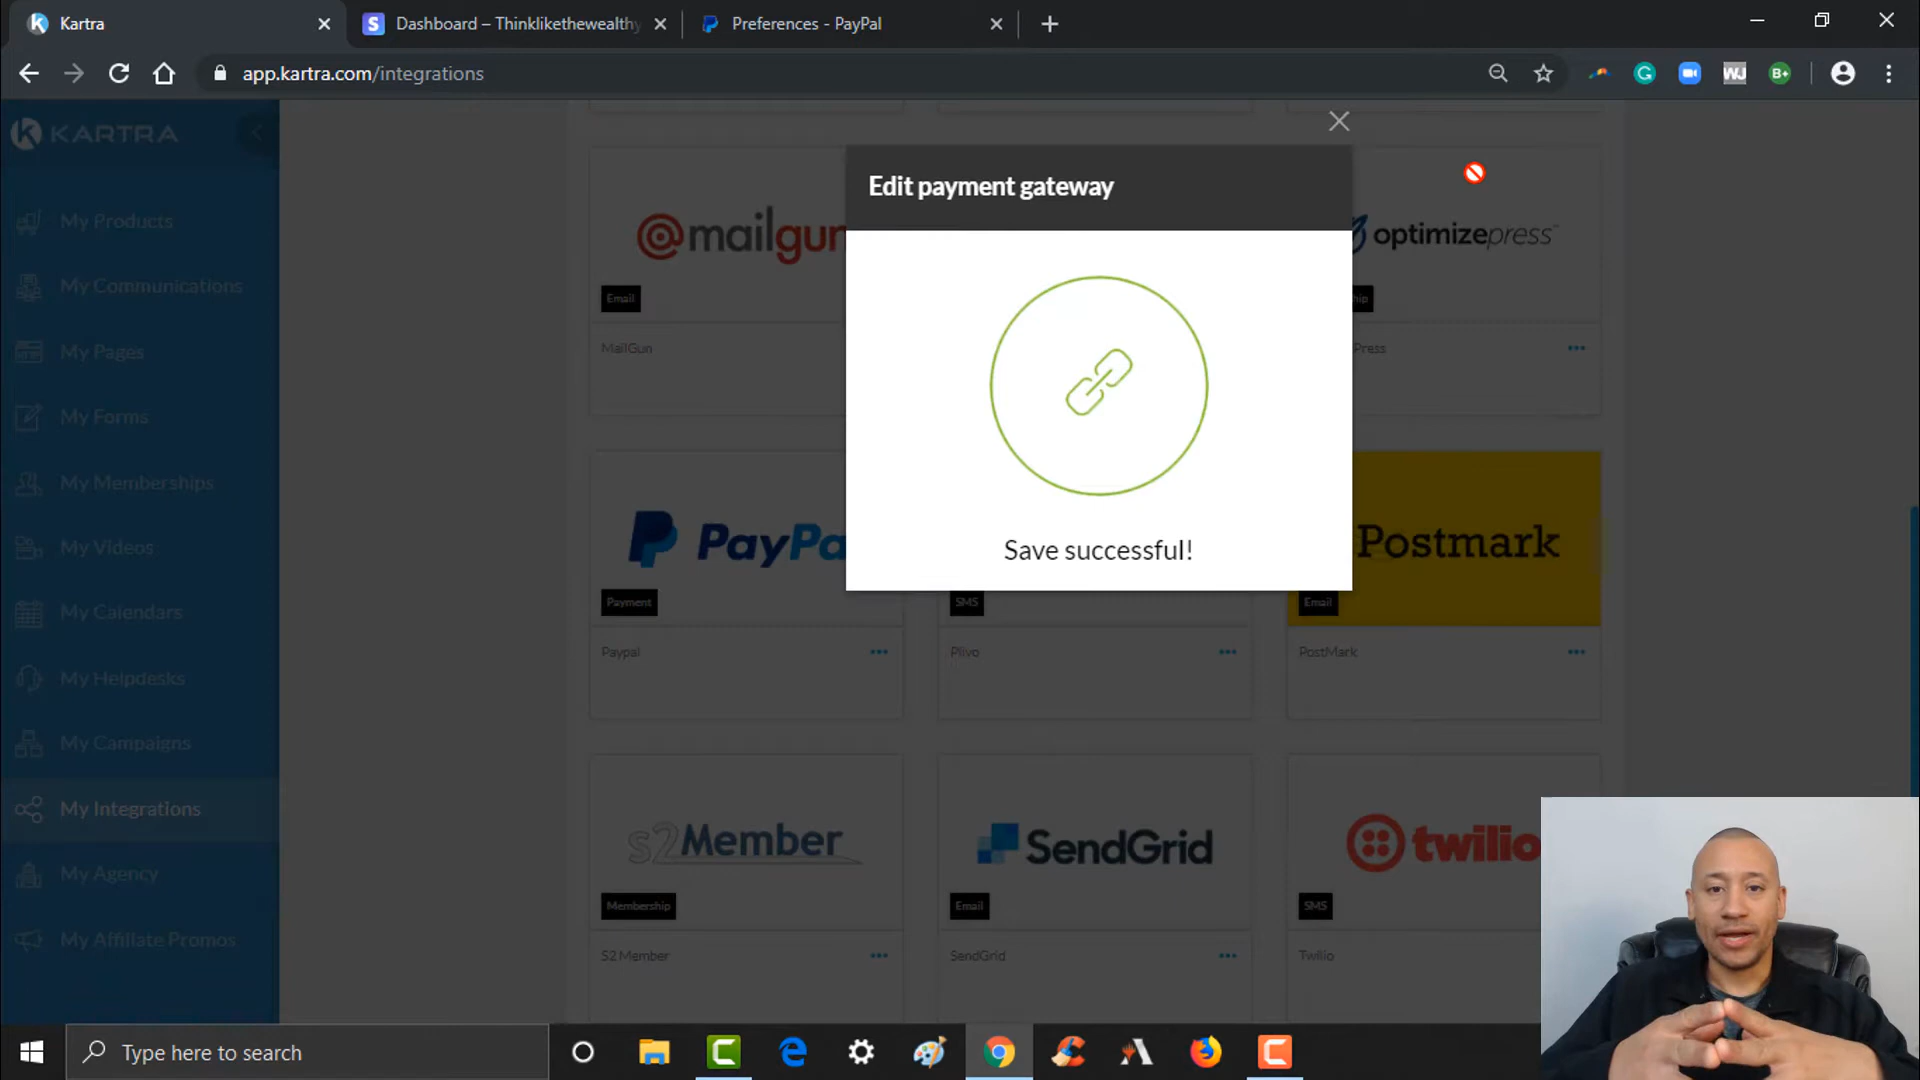 Kartra
Dashboard – Thinklikethewealthy
Preferences - PayPal
app.kartra.com/integrations
KARTRA
My Products
My Communications
My Pages
My Forms
My Memberships
My Videos
My Calendars
My Helpdesks
My Campaigns
My Integrations
My Agency
My Affiliate Promos
Edit payment gateway
Save successful!
@mailgun
Email
MailGun
optimizepress
hip
Press
PayPa
Payment
Paypal
SMS
Plivo
Postmark
Email
PostMark
s2Member
Membership
S2 Member
SendGrid
Email
SendGrid
twilio
SMS
Twilio
Type here to search